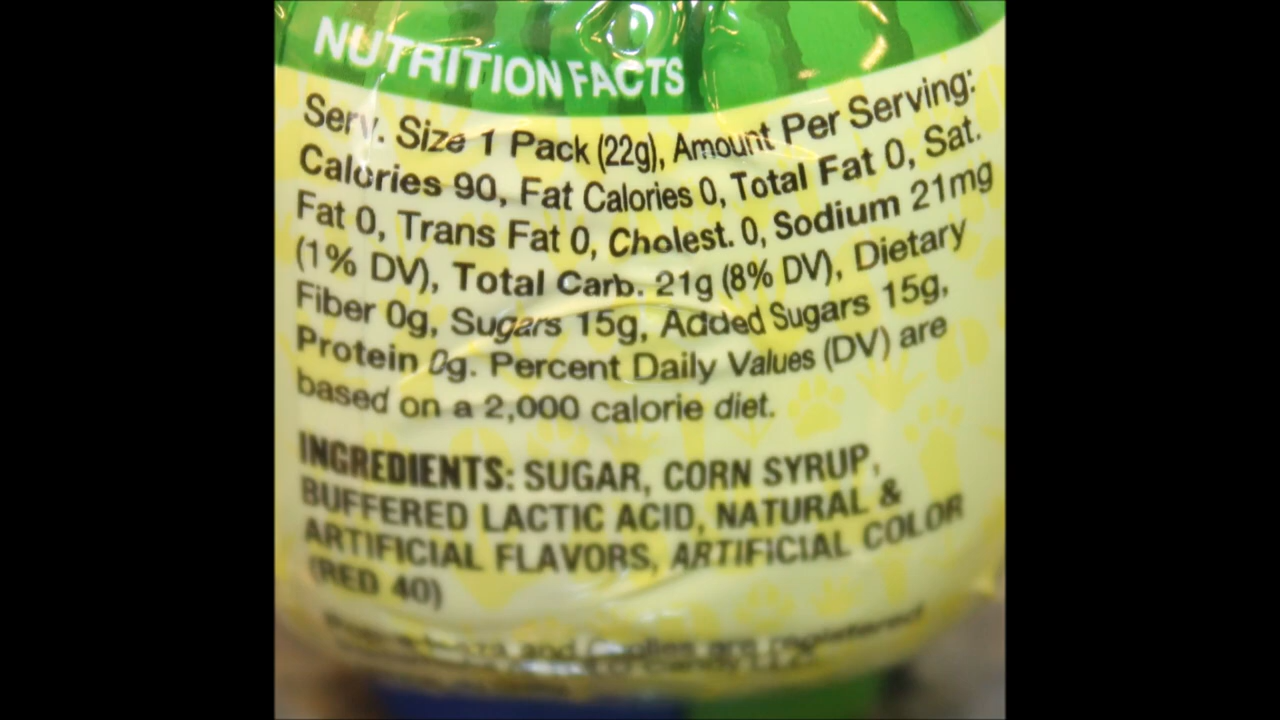 NUTRITION FACTS
Serv. Size 1 Pack (22g), Amount Per Serving:
Calories 90, Fat Calories 0, Total Fat 0, Sat.
Fat 0, Trans Fat 0, Cholest. 0, Sodium 21mg
(1% DV), Total Carb. 21g (8% DV), Dietary
Fiber 0g, Sugars 15g, Added Sugars 15g,
Protein 0g. Percent Daily Values (DV) are
based on a 2,000 calorie diet.
INGREDIENTS: SUGAR, CORN SYRUP,
BUFFERED LACTIC ACID, NATURAL &
ARTIFICIAL FLAVORS, ARTIFICIAL COLOR
(RED 40)
and are registered